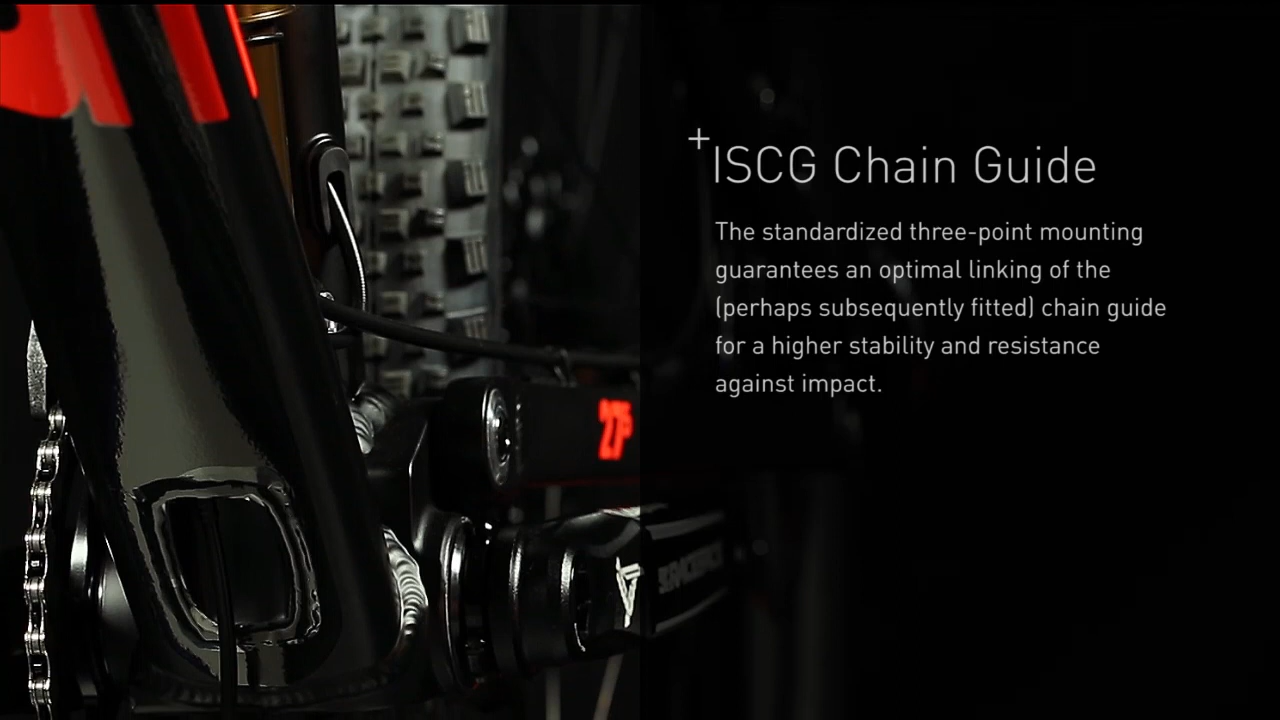 +ISCG Chain Guide
The standardized three-point mounting
guarantees an optimal linking of the
(perhaps subsequently fitted) chain guide
for a higher stability and resistance
against impact.
27.5
RACEFACE